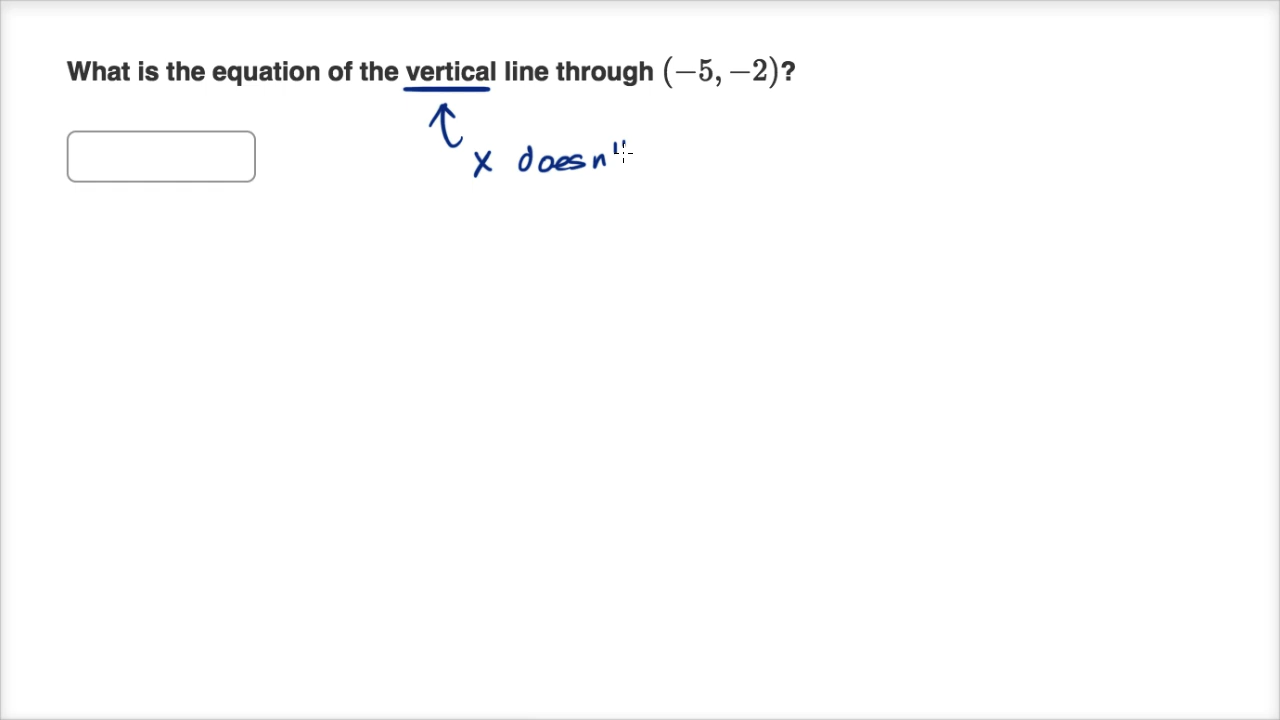 What is the equation of the vertical line through (−5, −2)?
x doesn'